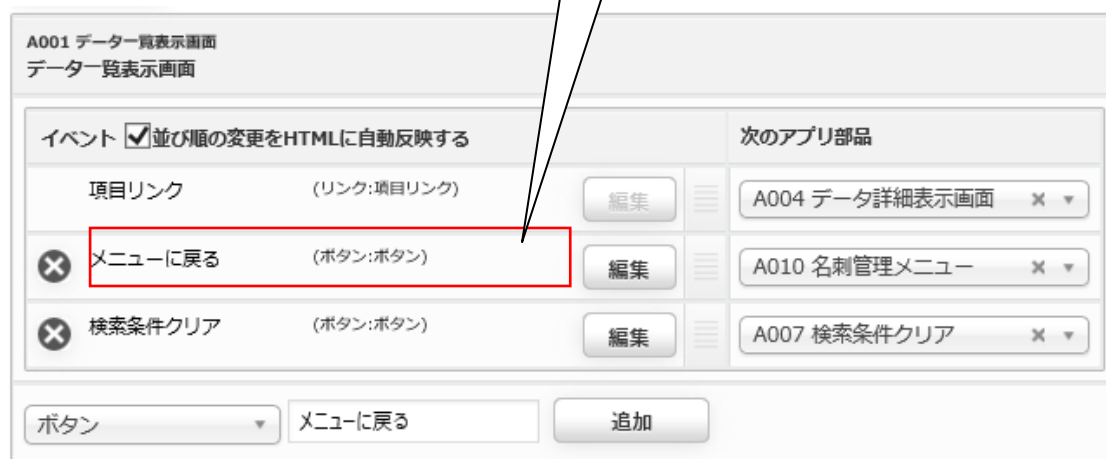 A001 データ一覧表示画面
データ一覧表示画面
イベント 並び順の変更をHTMLに自動反映する 次のアプリ部品
項目リンク (リンク:項目リンク) 編集 A004 データ詳細表示画面
メニューに戻る (ボタン:ボタン) 編集 A010 名刺管理メニュー
検索条件クリア (ボタン:ボタン) 編集 A007 検索条件クリア
ボタン メニューに戻る 追加